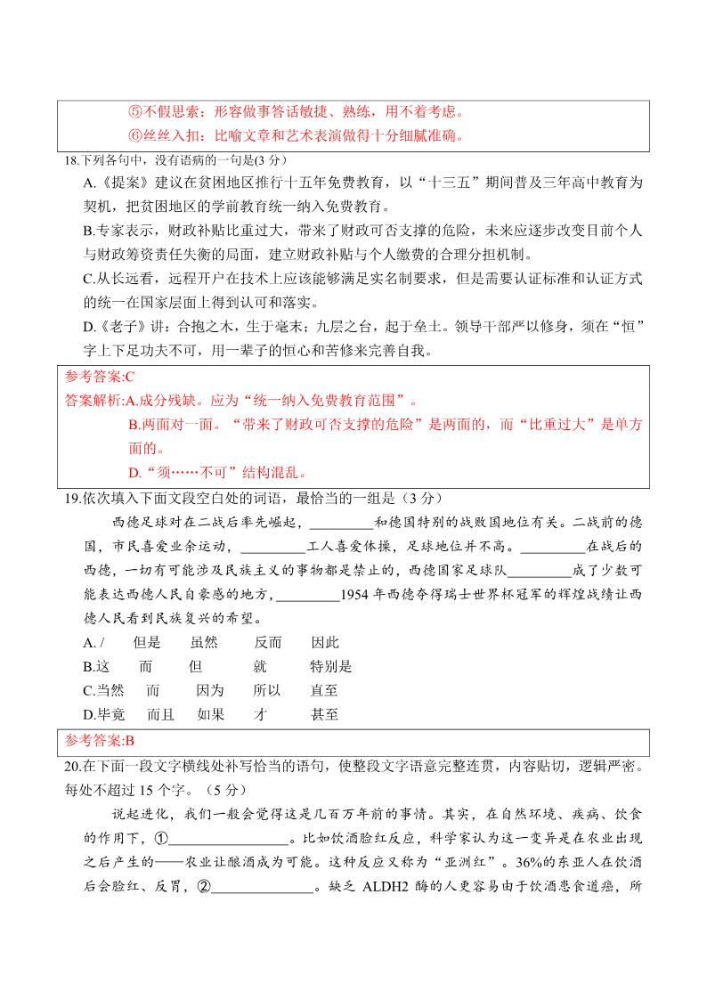 ⑤不假思索：形容做事答话敏捷、熟练，用不着考虑。
⑥丝丝入扣：比喻文章和艺术表演做得十分细腻准确。
18.下列各句中，没有语病的一句是(3 分）
A.《提案》建议在贫困地区推行十五年免费教育，以“十三五”期间普及三年高中教育为
契机，把贫困地区的学前教育统一纳入免费教育。
B.专家表示，财政补贴比重过大，带来了财政可否支撑的危险，未来应逐步改变目前个人
与财政筹资责任失衡的局面，建立财政补贴与个人缴费的合理分担机制。
C.从长远看，远程开户在技术上应该能够满足实名制要求，但是需要认证标准和认证方式
的统一在国家层面上得到认可和落实。
D.《老子》讲：合抱之木，生于毫末；九层之台，起于垒土。领导干部严以修身，须在“恒”
字上下足功夫不可，用一辈子的恒心和苦修来完善自我。
参考答案:C
答案解析:A.成分残缺。应为“统一纳入免费教育范围”。
B.两面对一面。“带来了财政可否支撑的危险”是两面的，而“比重过大”是单方
面的。
D.“须……不可”结构混乱。
19.依次填入下面文段空白处的词语，最恰当的一组是（3 分）
西德足球对在二战后率先崛起，_________和德国特别的战败国地位有关。二战前的德
国，市民喜爱业余运动，_________工人喜爱体操，足球地位并不高。_________在战后的
西德，一切有可能涉及民族主义的事物都是禁止的，西德国家足球队_________成了少数可
能表达西德人民自豪感的地方，_________1954 年西德夺得瑞士世界杯冠军的辉煌战绩让西
德人民看到民族复兴的希望。
A. / 但是 虽然 反而 因此
B.这 而 但 就 特别是
C.当然 而 因为 所以 直至
D.毕竟 而且 如果 才 甚至
参考答案:B
20.在下面一段文字横线处补写恰当的语句，使整段文字语意完整连贯，内容贴切，逻辑严密。
每处不超过 15 个字。（5 分）
说起进化，我们一般会觉得这是几百万年前的事情。其实，在自然环境、疾病、饮食
的作用下，①_________________。比如饮酒脸红反应，科学家认为这一变异是在农业出现
之后产生的——农业让酿酒成为可能。这种反应又称为“亚洲红”。36%的东亚人在饮酒
后会脸红、反胃，②______________。缺乏 ALDH2 酶的人更容易由于饮酒患食道癌，所